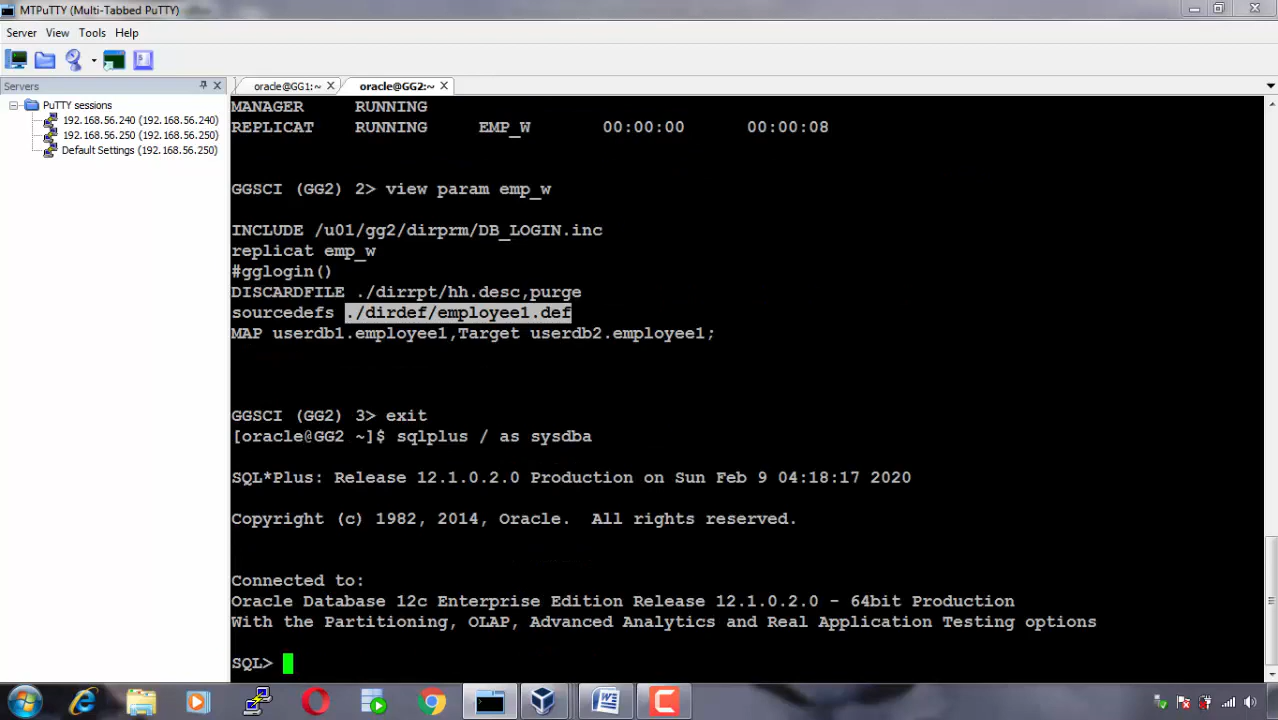 MTPuTTY (Multi-Tabbed PuTTY)
Server View Tools Help
Servers
PuTTY sessions
192.168.56.240 (192.168.56.240)
192.168.56.250 (192.168.56.250)
Default Settings (192.168.56.250)
oracle@GG1:~ oracle@GG2:~
MANAGER RUNNING
REPLICAT RUNNING EMP_W 00:00:00 00:00:08
GGSCI (GG2) 2> view param emp_w
INCLUDE /u01/gg2/dirprm/DB_LOGIN.inc
replicat emp_w
#gglogin()
DISCARDFILE ./dirrpt/hh.desc,purge
sourcedefs ./dirdef/employee1.def
MAP userdb1.employee1,Target userdb2.employee1;
GGSCI (GG2) 3> exit
[oracle@GG2 ~]$ sqlplus / as sysdba
SQL*Plus: Release 12.1.0.2.0 Production on Sun Feb 9 04:18:17 2020
Copyright (c) 1982, 2014, Oracle. All rights reserved.
Connected to:
Oracle Database 12c Enterprise Edition Release 12.1.0.2.0 - 64bit Production
With the Partitioning, OLAP, Advanced Analytics and Real Application Testing options
SQL>